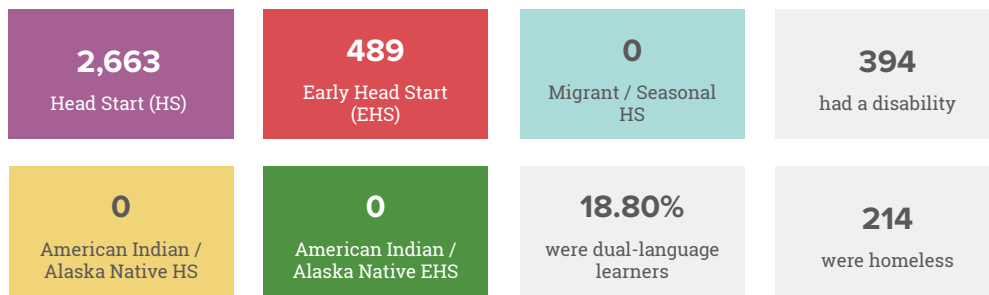 2,663
Head Start (HS)
489
Early Head Start
(EHS)
0
Migrant / Seasonal
HS
394
had a disability
0
American Indian /
Alaska Native HS
0
American Indian /
Alaska Native EHS
18.80%
were dual-language
learners
214
were homeless